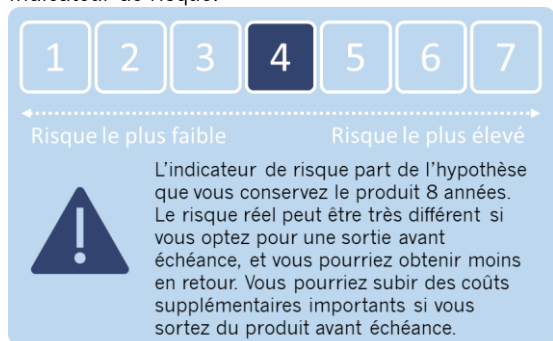 Indicateur de risque.
1 2 3 4 5 6 7
Risque le plus faible Risque le plus élevé
L'indicateur de risque part de l'hypothèse
que vous conservez le produit 8 années.
Le risque réel peut être très différent si
vous optez pour une sortie avant
échéance, et vous pourriez obtenir moins
en retour. Vous pourriez subir des coûts
supplémentaires importants si vous
sortez du produit avant échéance.